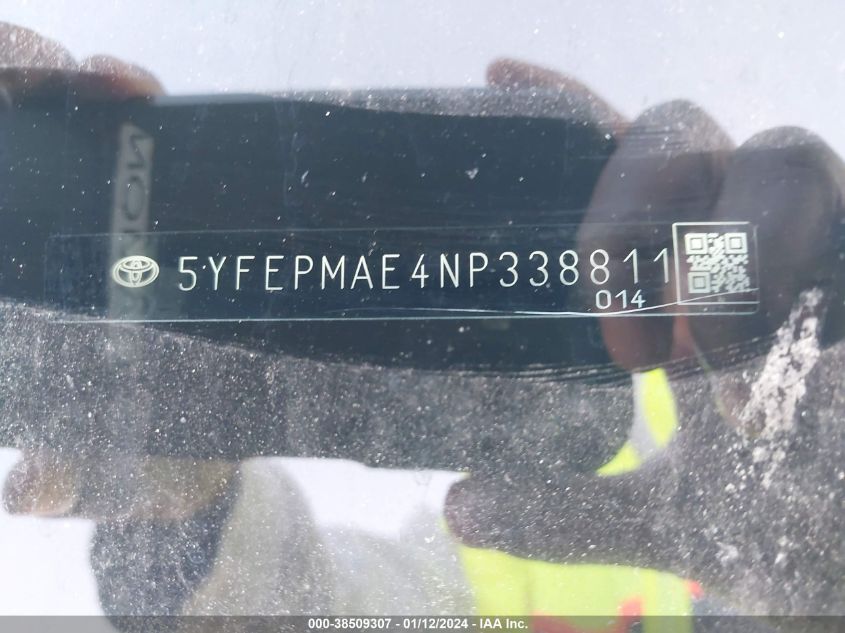 5YFEPMAE4NP338811
014
000-38509307 - 01/12/2024 - IAA Inc.